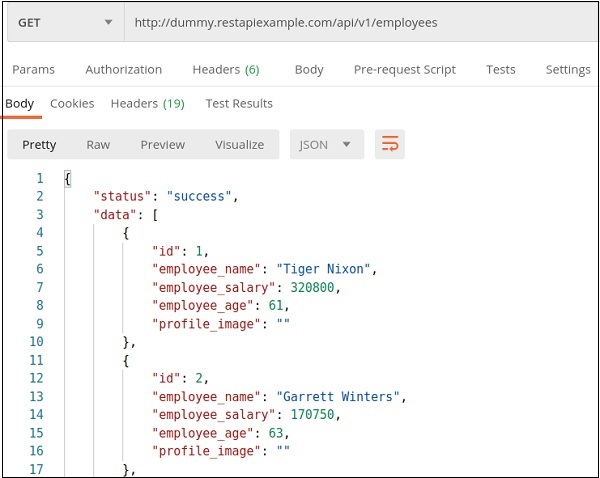 GET http://dummy.restapiexample.com/api/v1/employees
Params Authorization Headers (6) Body Pre-request Script Tests Settings
Body Cookies Headers (19) Test Results
Pretty Raw Preview Visualize JSON
1 {
2 "status": "success",
3 "data": [
4 {
5 "id": 1,
6 "employee_name": "Tiger Nixon",
7 "employee_salary": 320800,
8 "employee_age": 61,
9 "profile_image": ""
10 },
11 {
12 "id": 2,
13 "employee_name": "Garrett Winters",
14 "employee_salary": 170750,
15 "employee_age": 63,
16 "profile_image": ""
17 },